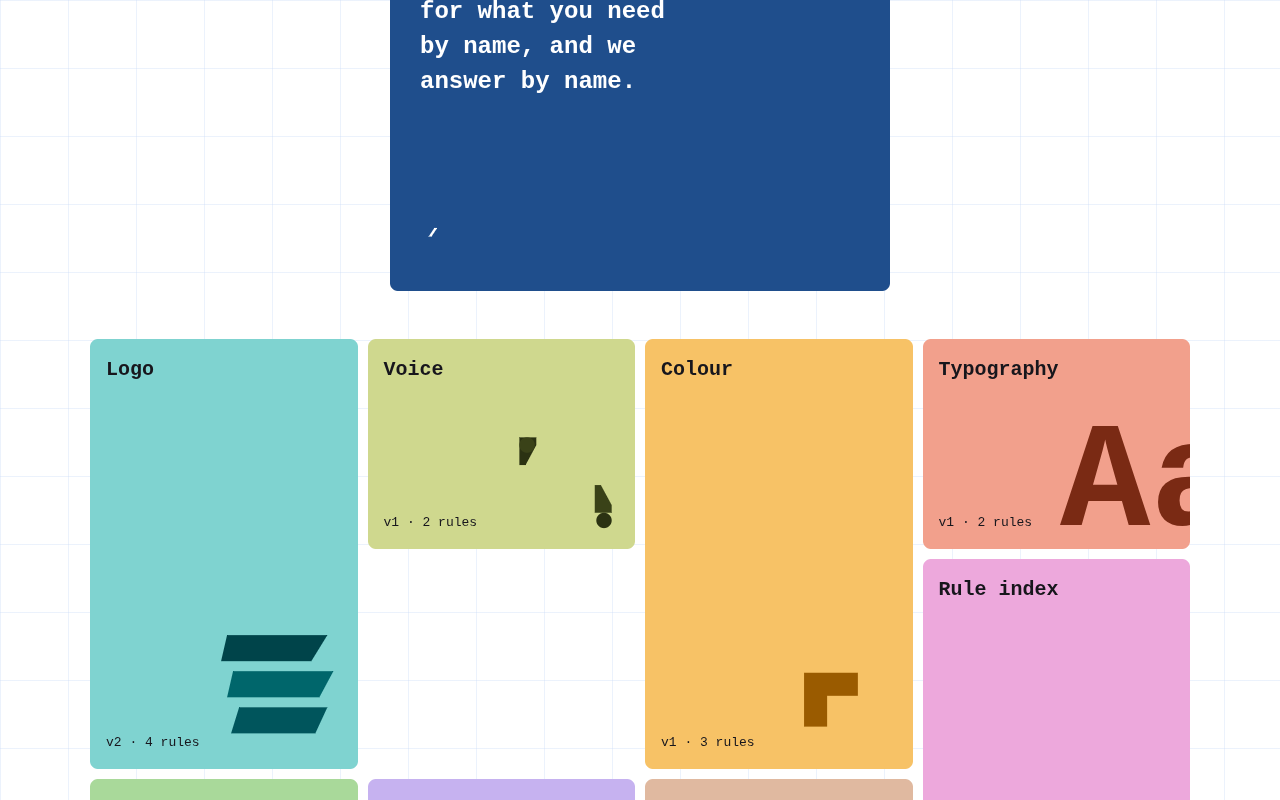 for what you need
by name, and we
answer by name.
Logo
v2 · 4 rules
Voice
v1 · 2 rules
Colour
v1 · 3 rules
Typography
Aa
v1 · 2 rules
Rule index